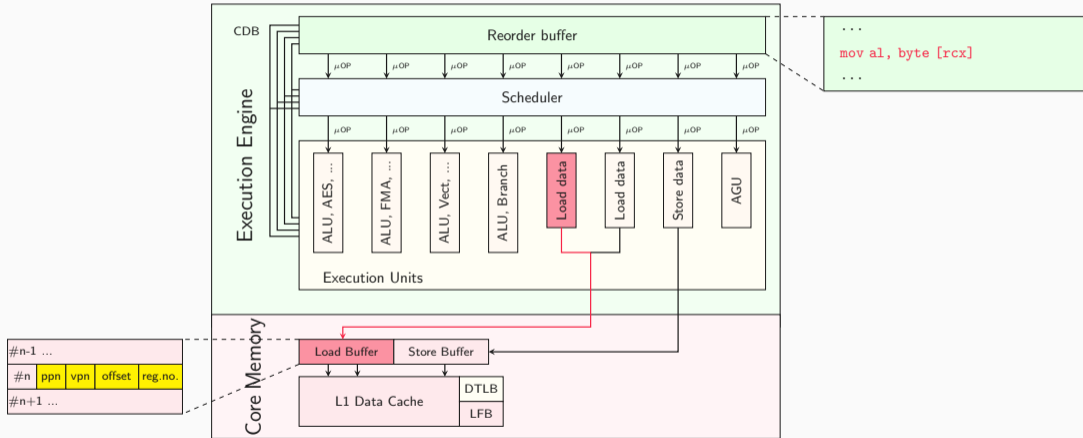 CDB
Reorder buffer
...
mov al, byte [rcx]
...
μOP μOP μOP μOP μOP μOP μOP μOP
Scheduler
μOP μOP μOP μOP μOP μOP μOP μOP
Execution Engine
ALU, AES, ...
ALU, FMA, ...
ALU, Vect, ...
ALU, Branch
Load data
Load data
Store data
AGU
Execution Units
Core Memory
Load Buffer
Store Buffer
#n-1 ...
#n ppn vpn offset reg.no.
#n+1 ...
L1 Data Cache
DTLB
LFB